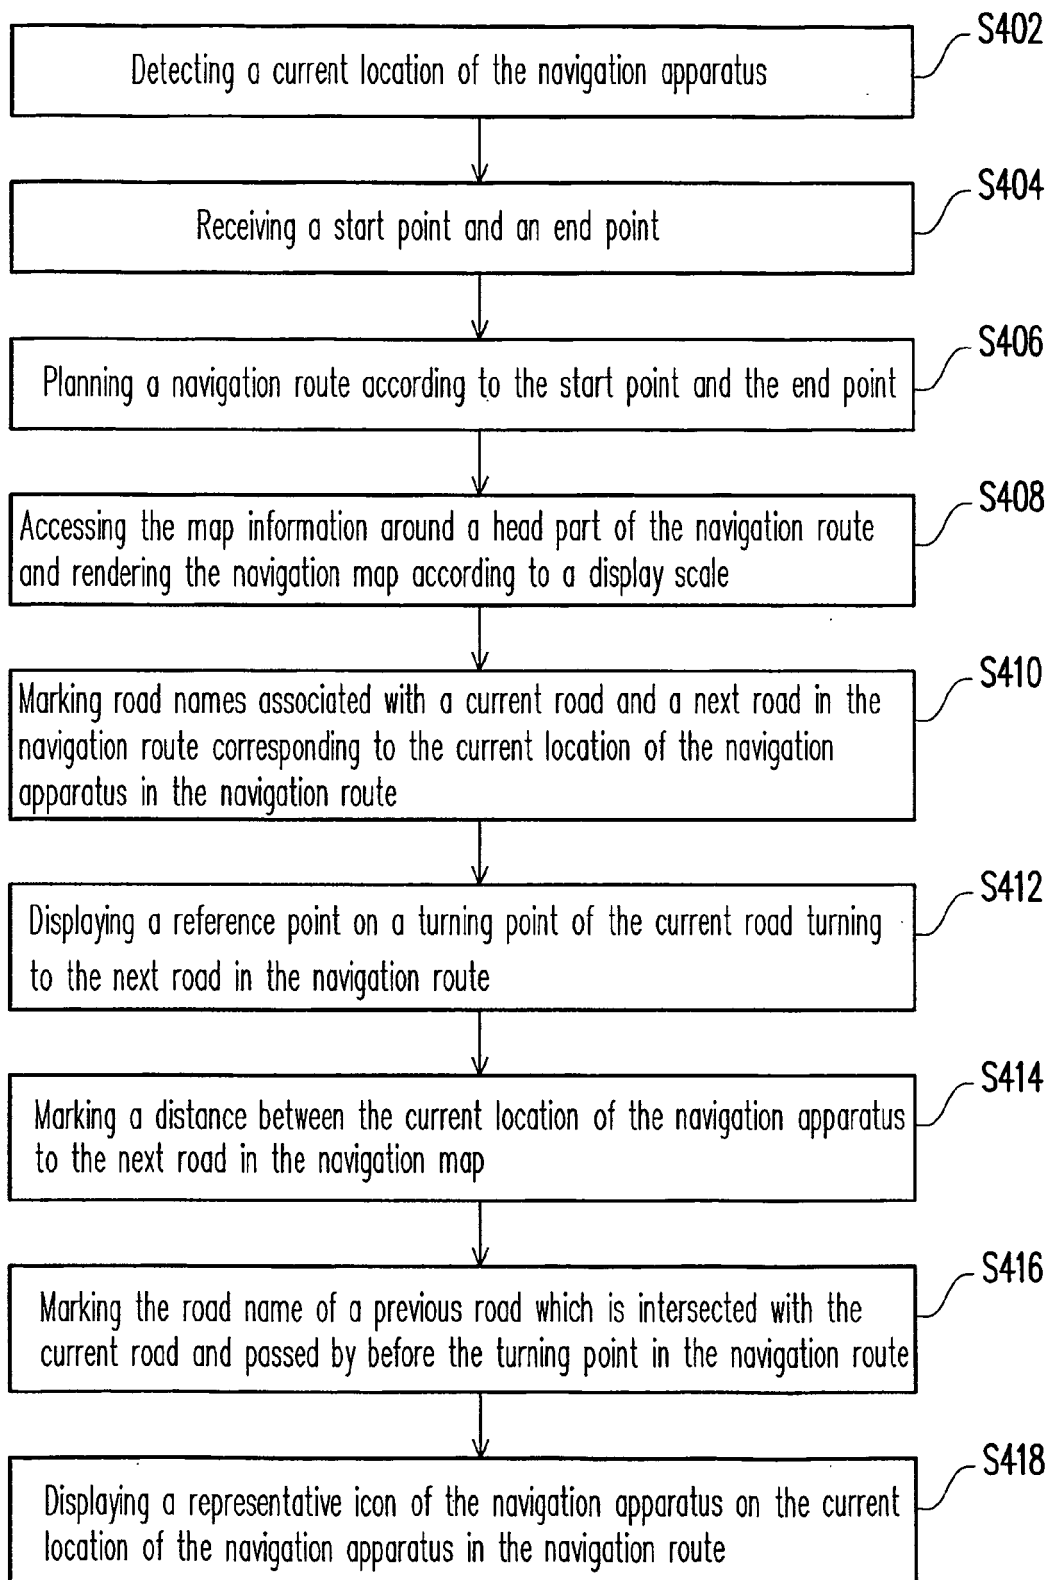 S402
Detecting a current location of the navigation apparatus
S404
Receiving a start point and an end point
S406
Planning a navigation route according to the start point and the end point
S408
Accessing the map information around a head part of the navigation route
and rendering the navigation map according to a display scale
S410
Marking road names associated with a current road and a next road in the
navigation route corresponding to the current location of the navigation
apparatus in the navigation route
S412
Displaying a reference point on a turning point of the current road turning
to the next road in the navigation route
S414
Marking a distance between the current location of the navigation apparatus
to the next road in the navigation map
S416
Marking the road name of a previous road which is intersected with the
current road and passed by before the turning point in the navigation route
S418
Displaying a representative icon of the navigation apparatus on the current
location of the navigation apparatus in the navigation route